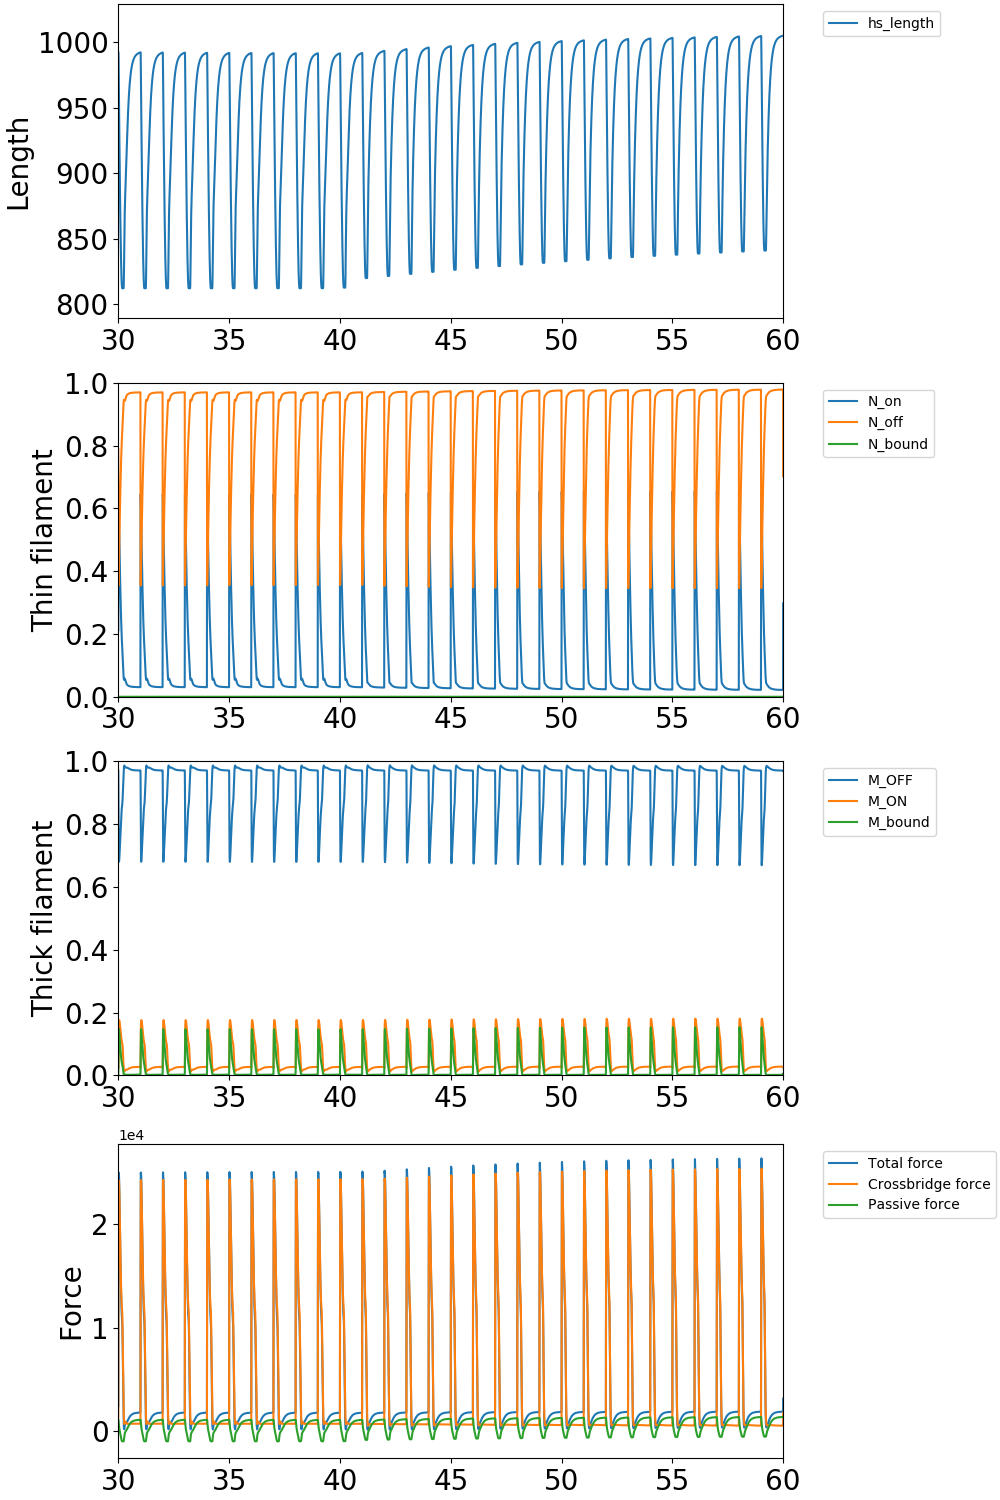 hs_length
1000
950
900
850
800
Length
30 35 40 45 50 55 60
N_on
N_off
N_bound
1.0
0.8
0.6
0.4
0.2
0.0
Thin filament
30 35 40 45 50 55 60
M_OFF
M_ON
M_bound
1.0
0.8
0.6
0.4
0.2
0.0
Thick filament
30 35 40 45 50 55 60
1e4
Total force
Crossbridge force
Passive force
2
1
0
Force
30 35 40 45 50 55 60